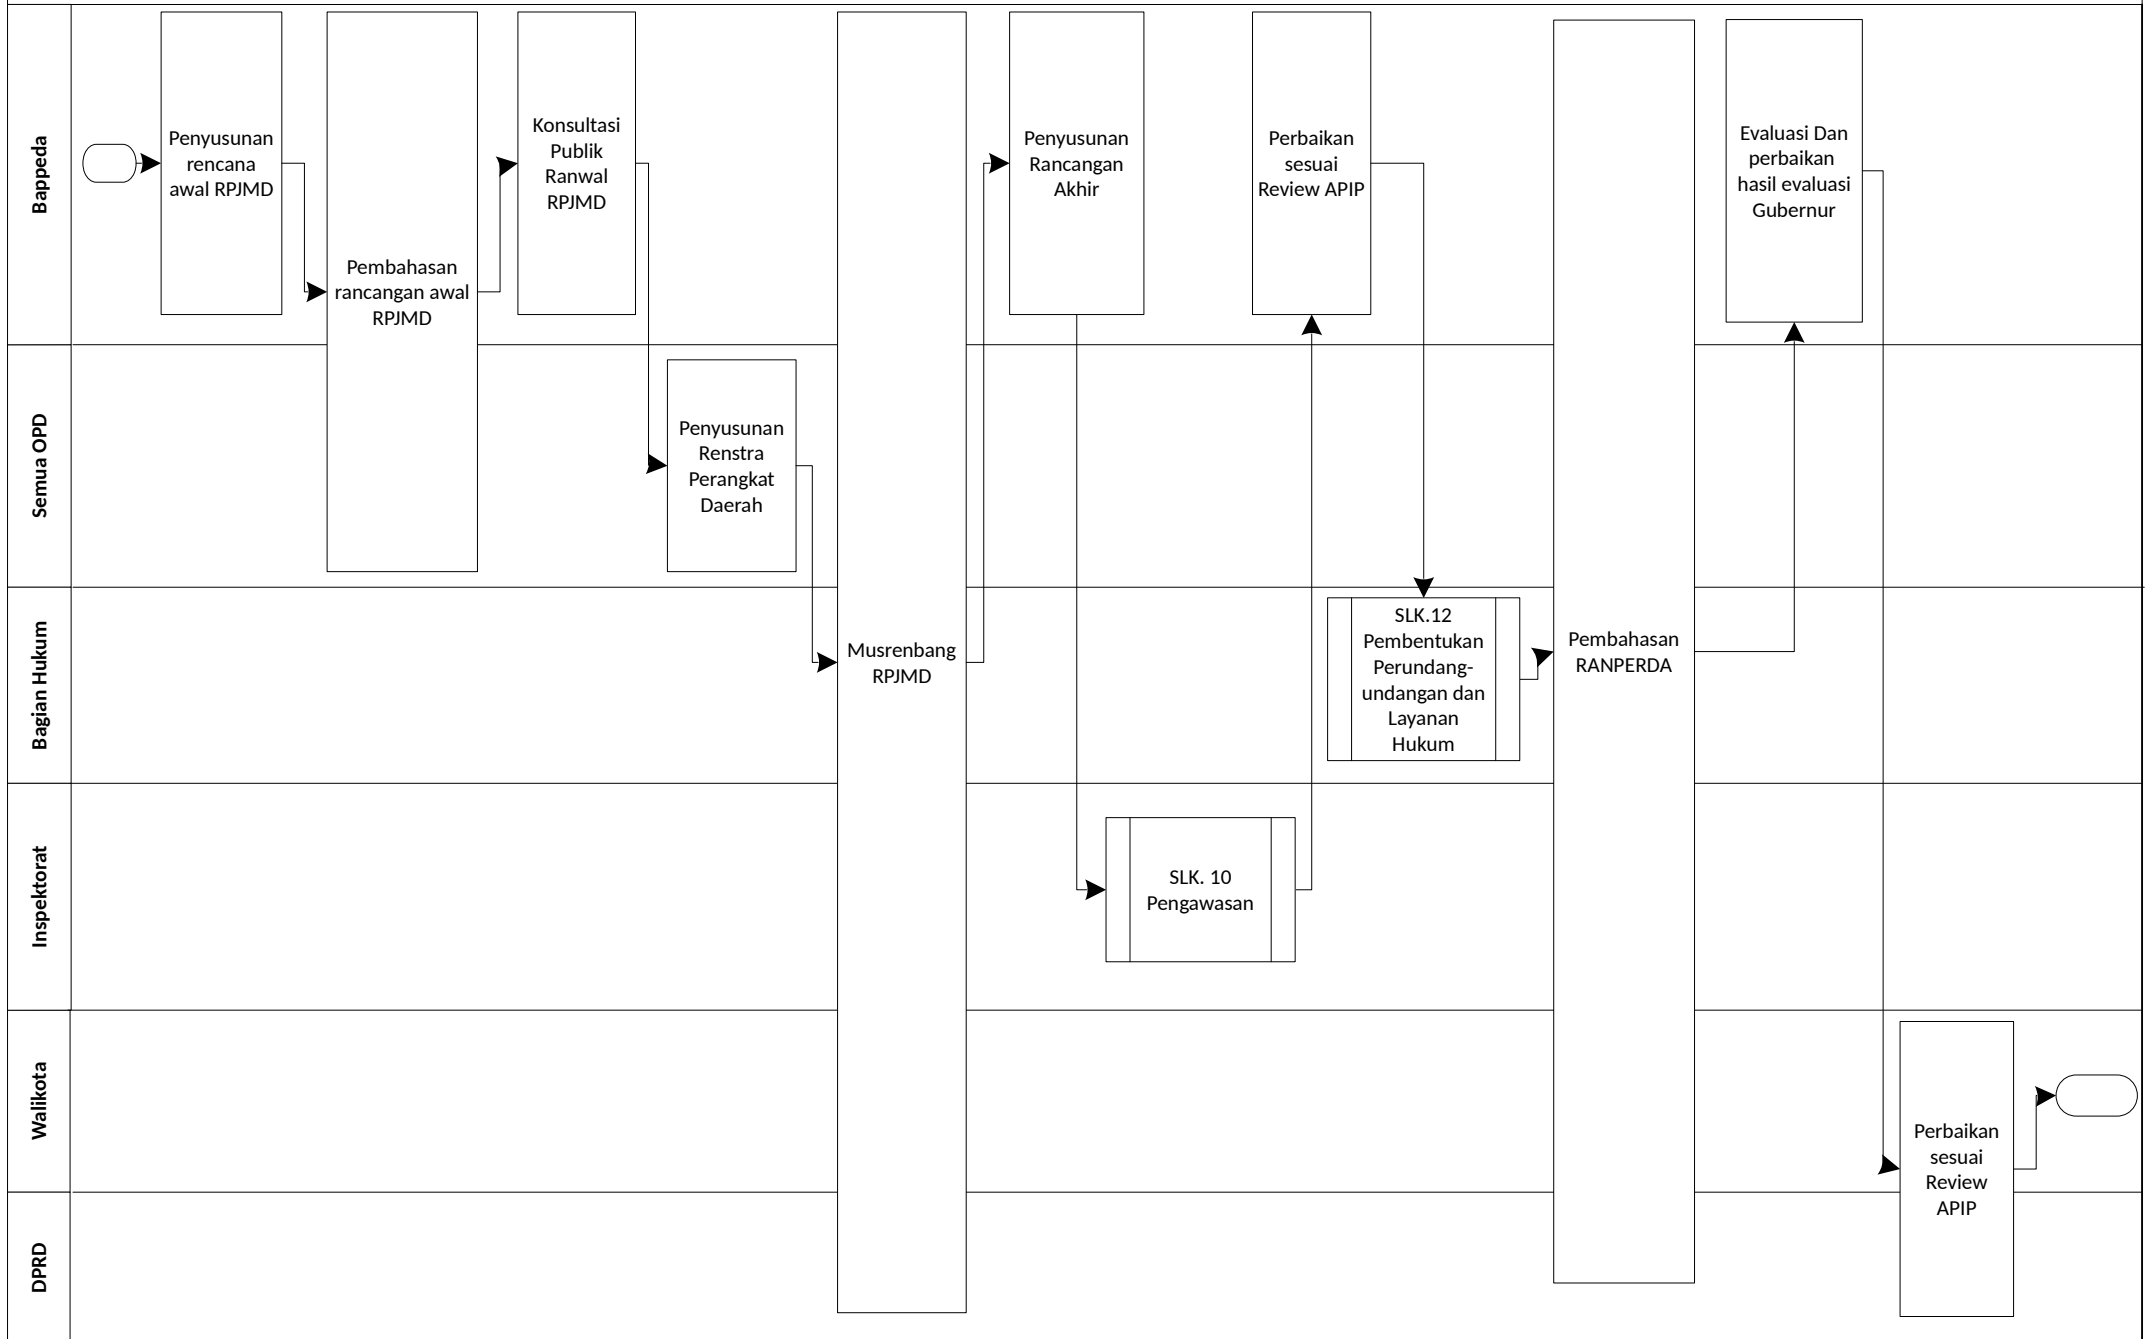 Bappeda
Penyusunan
rencana
awal RPJMD
Pembahasan
rancangan awal
RPJMD
Konsultasi
Publik
Ranwal
RPJMD
Penyusunan
Rancangan
Akhir
Perbaikan
sesuai
Review APIP
Evaluasi Dan
perbaikan
hasil evaluasi
Gubernur
Semua OPD
Penyusunan
Renstra
Perangkat
Daerah
Bagian Hukum
Musrenbang
RPJMD
SLK.12
Pembentukan
Perundang-
undangan dan
Layanan
Hukum
Pembahasan
RANPERDA
Inspektorat
SLK. 10
Pengawasan
Walikota
Perbaikan
sesuai
Review
APIP
DPRD